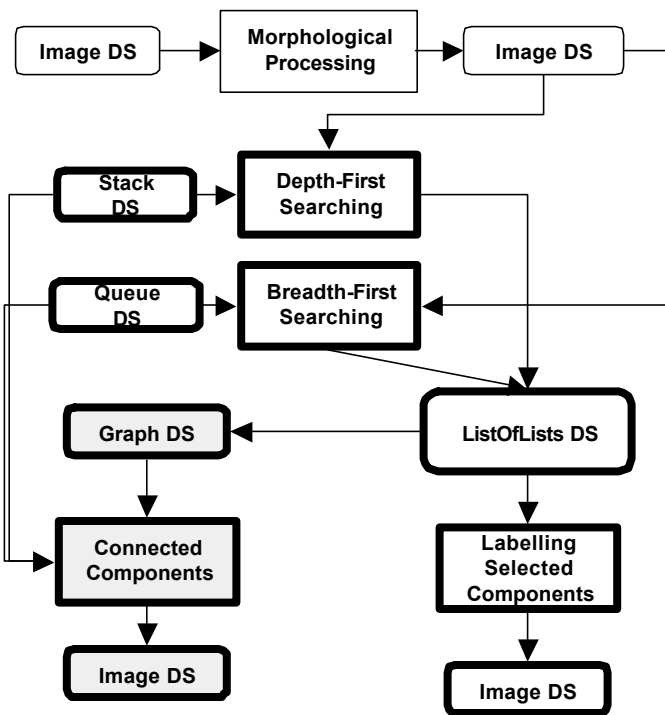 Image DS
Morphological
Processing
Image DS
Stack
DS
Depth-First
Searching
Queue
DS
Breadth-First
Searching
Graph DS
ListOfLists DS
Connected
Components
Labelling
Selected
Components
Image DS
Image DS